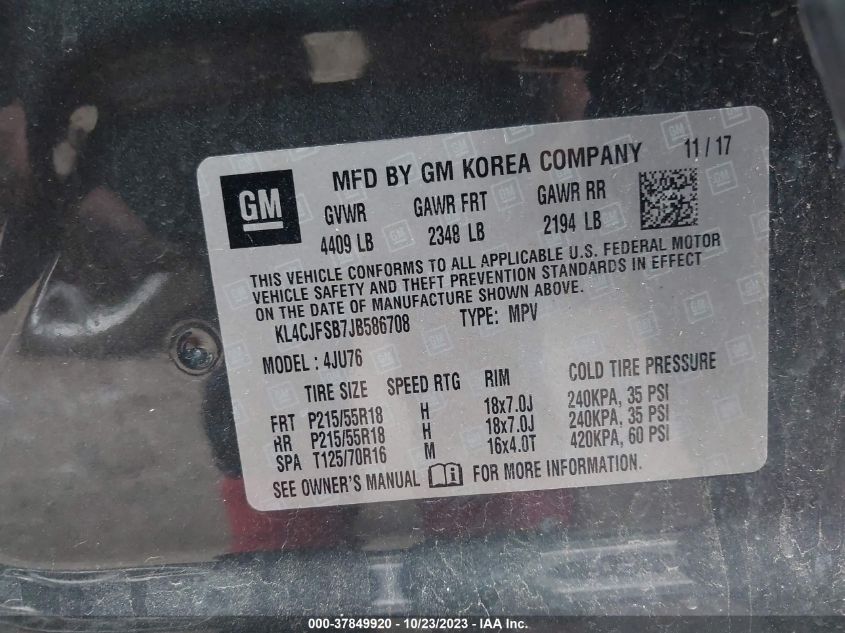 GM
MFD BY GM KOREA COMPANY 11 / 17
GVWR GAWR FRT GAWR RR
4409 LB 2348 LB 2194 LB
THIS VEHICLE CONFORMS TO ALL APPLICABLE U.S. FEDERAL MOTOR
VEHICLE SAFETY AND THEFT PREVENTION STANDARDS IN EFFECT
ON THE DATE OF MANUFACTURE SHOWN ABOVE.
KL4CJFSB7JB586708 TYPE: MPV
MODEL : 4JU76
TIRE SIZE SPEED RTG RIM COLD TIRE PRESSURE
FRT P215/55R18 H 18x7.0J 240KPA, 35 PSI
RR P215/55R18 H 18x7.0J 240KPA, 35 PSI
SPA T125/70R16 M 16x4.0T 420KPA, 60 PSI
SEE OWNER'S MANUAL i FOR MORE INFORMATION.
000-37849920 - 10/23/2023 - IAAI.com